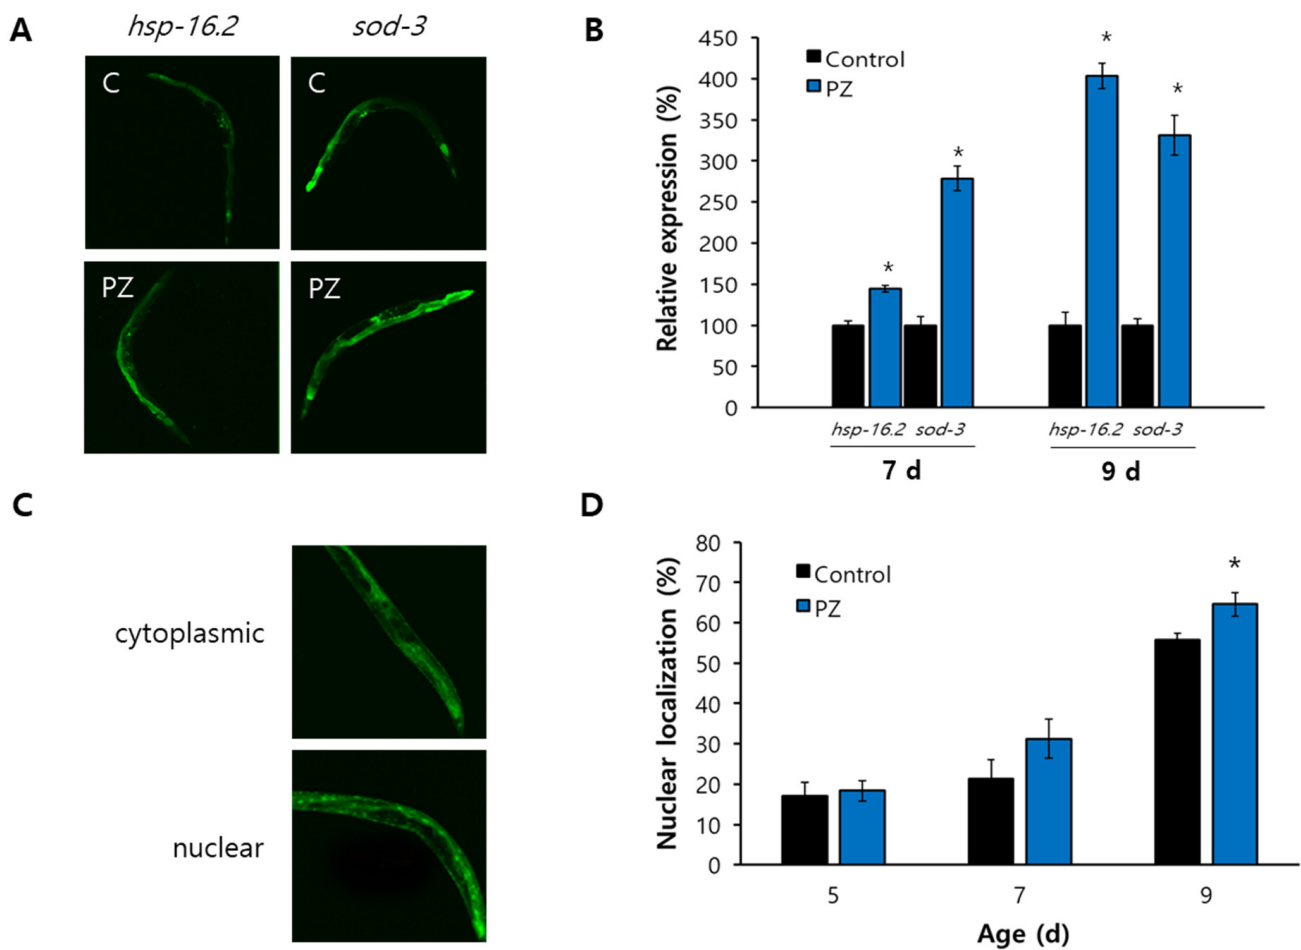 A
hsp-16.2
sod-3
C
C
PZ
PZ
B
Relative expression (%)
450
400
350
300
250
200
150
100
50
0
Control
PZ
*
*
*
*
hsp-16.2 sod-3
hsp-16.2 sod-3
7 d
9 d
C
cytoplasmic
nuclear
D
Nuclear localization (%)
80
70
60
50
40
30
20
10
0
Control
PZ
*
5
7
9
Age (d)